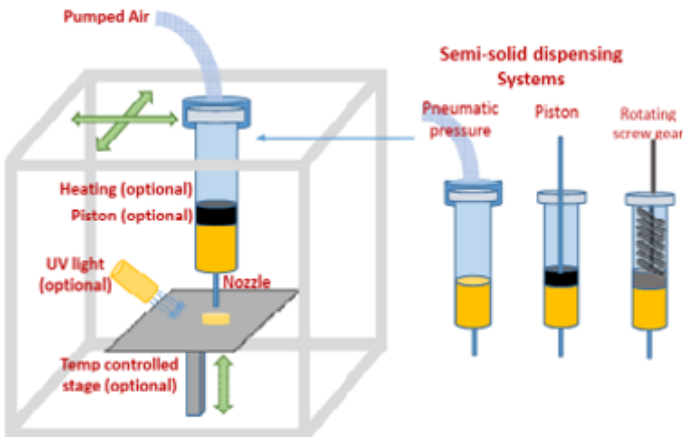 Pumped Air
Semi-solid dispensing
Systems
Pneumatic
pressure
Piston
Rotating
screw gear
Heating (optional)
Piston (optional)
UV light
(optional)
Nozzle
Temp controlled
stage (optional)